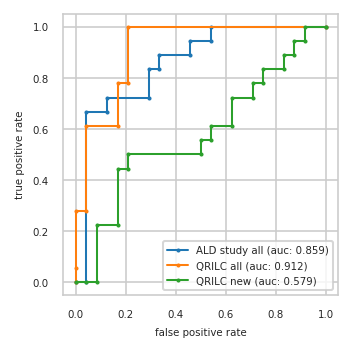 1.0
0.8
0.6
0.4
0.2
0.0
true positive rate
ALD study all (auc: 0.859)
QRILC all (auc: 0.912)
QRILC new (auc: 0.579)
0.0 0.2 0.4 0.6 0.8 1.0
false positive rate